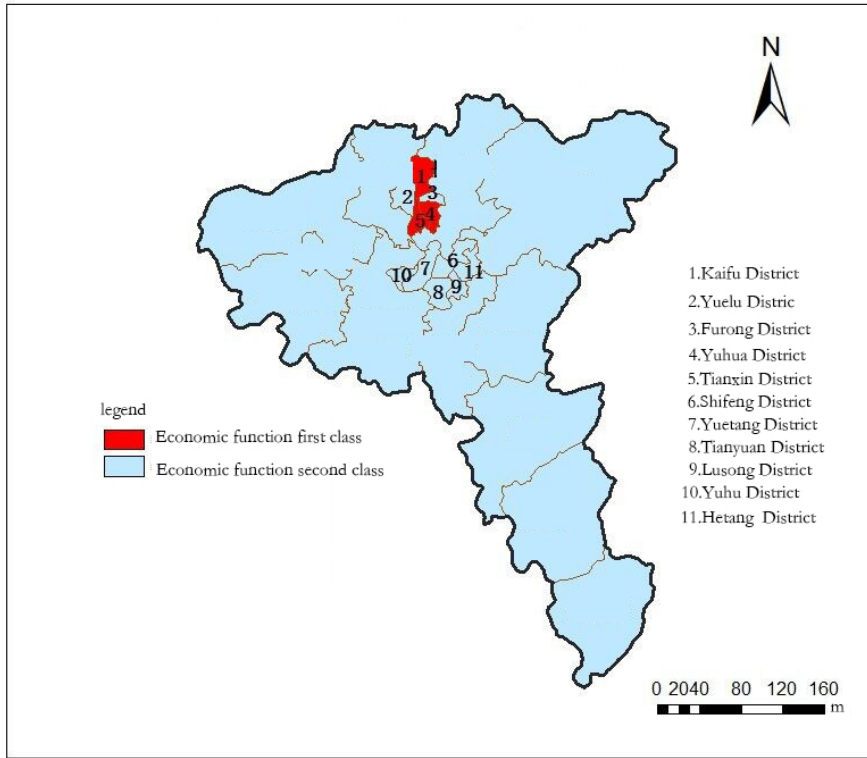 N
1
2
3
4
5
6
7
11
10
9
8
1.Kaifu District
2.Yuelu Distric
3.Furong District
4.Yuhua District
5.Tianxin District
6.Shifeng District
7.Yuetang District
8.Tianyuan District
9.Lusong District
10.Yuhu District
11.Hetang District
legend
Economic function first class
Economic function second class
0 2040 80 120 160
m